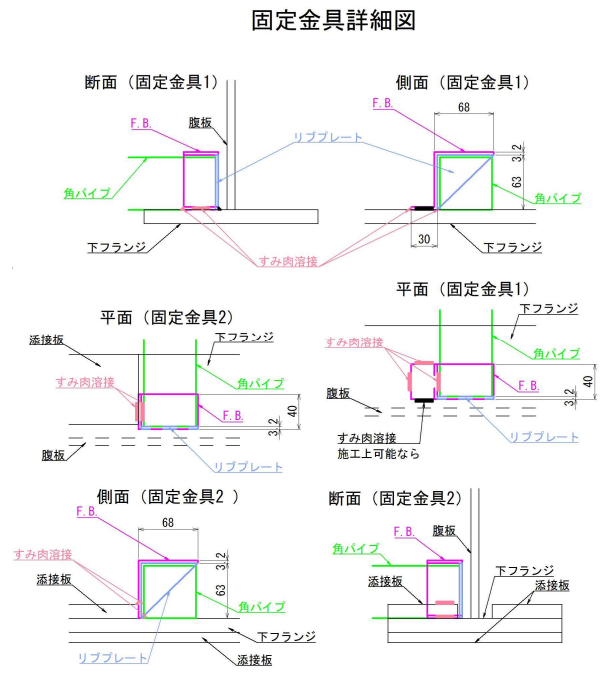 固定金具詳細図
断面（固定金具1）
F.B.
腹板
リブプレート
角パイプ
下フランジ
すみ肉溶接
側面（固定金具1）
F.B.
68
3.2
63
角パイプ
30
下フランジ
平面（固定金具2）
添接板
下フランジ
すみ肉溶接
角パイプ
F.B.
3.2
40
腹板
リブプレート
平面（固定金具1）
下フランジ
すみ肉溶接
角パイプ
F.B.
3.2
40
腹板
すみ肉溶接
施工上可能なら
リブプレート
側面（固定金具2 ）
F.B.
68
すみ肉溶接
3.2
63
添接板
角パイプ
下フランジ
リブプレート
添接板
断面（固定金具2）
F.B.
腹板
角パイプ
下フランジ
添接板
添接板
添接板